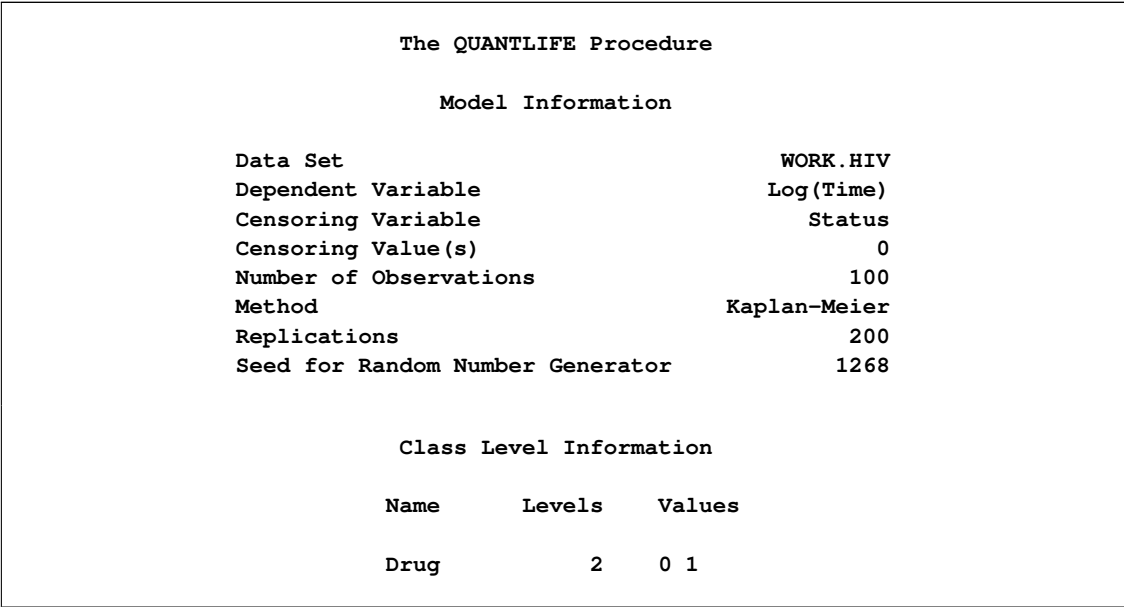 The QUANTLIFE Procedure
Model Information
Data Set WORK.HIV
Dependent Variable Log(Time)
Censoring Variable Status
Censoring Value(s) 0
Number of Observations 100
Method Kaplan-Meier
Replications 200
Seed for Random Number Generator 1268
Class Level Information
Name Levels Values
Drug 2 0 1